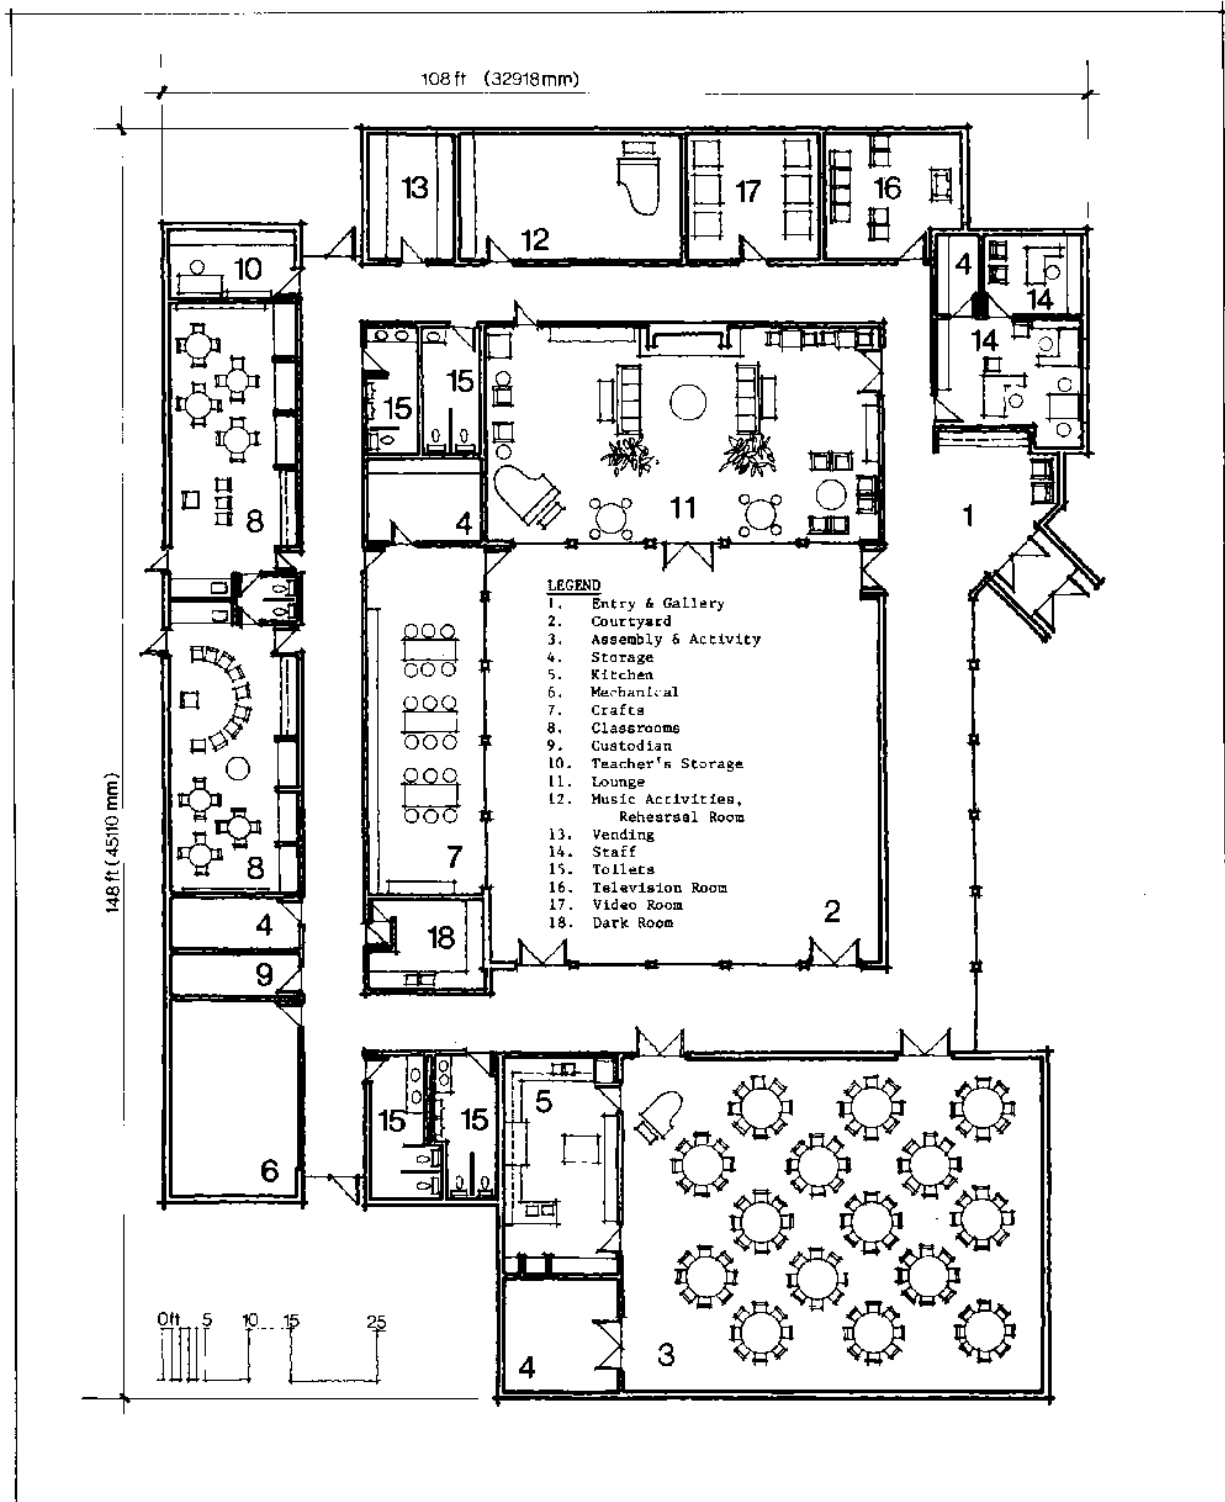 108 ft (32918mm)
13
12
17
16
10
4
14
14
15
15
8
4
11
1
LEGEND
1. Entry & Gallery
2. Courtyard
3. Assembly & Activity
4. Storage
5. Kitchen
6. Mechanical
7. Crafts
8. Classrooms
9. Custodian
10. Teacher's Storage
11. Lounge
12. Music Activities,
Rehearsal Room
13. Vending
14. Staff
15. Toilets
16. Television Room
17. Video Room
18. Dark Room
148 ft (45110 mm)
8
7
4
18
2
9
5
15
15
6
0ft 5 10 15 25
4
3